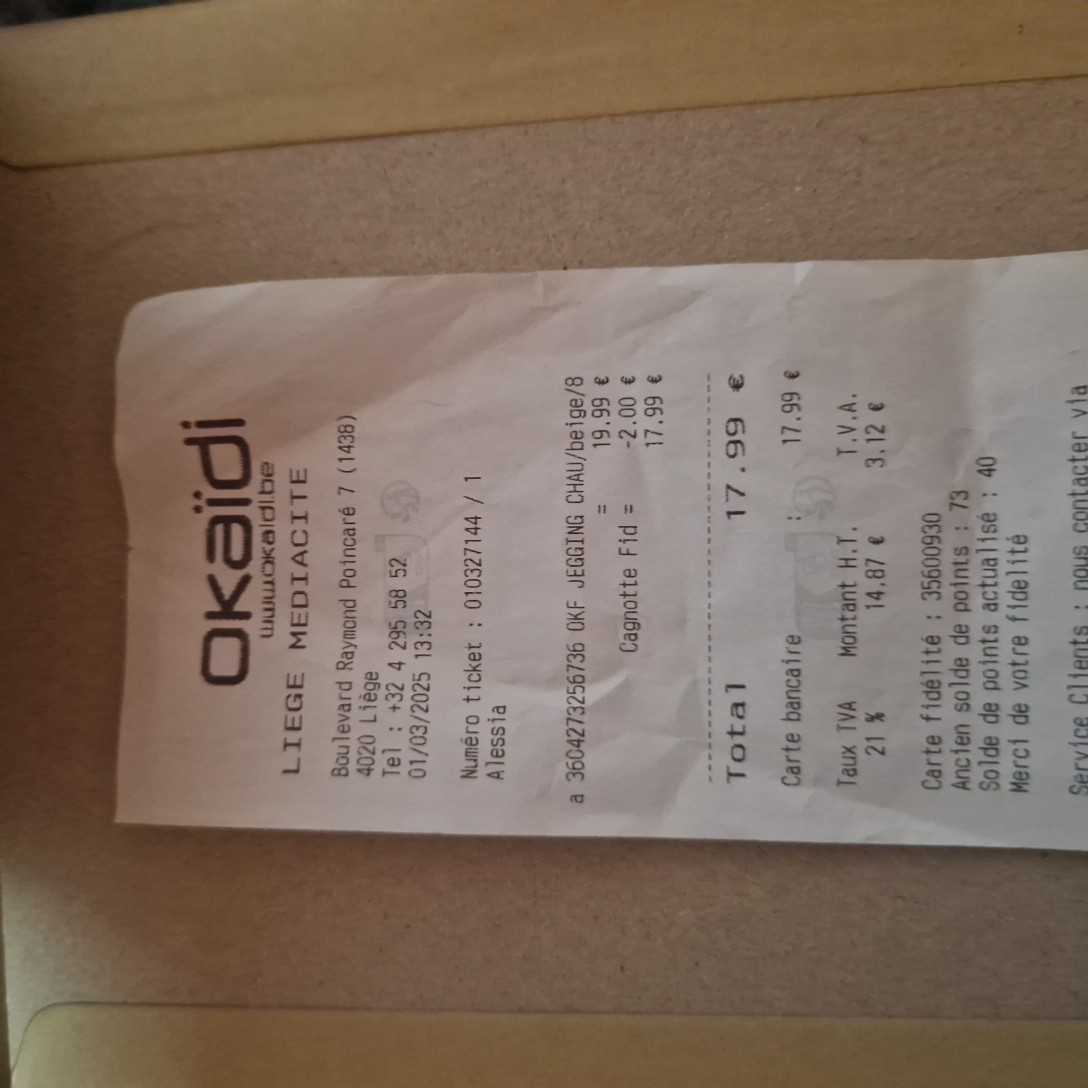 okaïdi
www.okaidi.be
LIEGE MEDIACITE
Boulevard Raymond Poincaré 7 (1438)
4020 Liège
Tel : +32 4 295 58 52
01/03/2025 13:32
Numéro ticket : 010327144 / 1
Alessia
a 3604273256736 OKF JEGGING CHAU/beige/8
= 19.99 €
Cagnotte Fid = -2.00 €
17.99 €
Total 17.99 €
Carte bancaire : 17.99 €
Taux TVA Montant H.T. T.V.A.
21 % 14.87 € 3.12 €
Carte fidélité : 35600930
Ancien solde de points : 73
Solde de points actualisé : 40
Merci de votre fidelité
Service Clients : nous contacter via